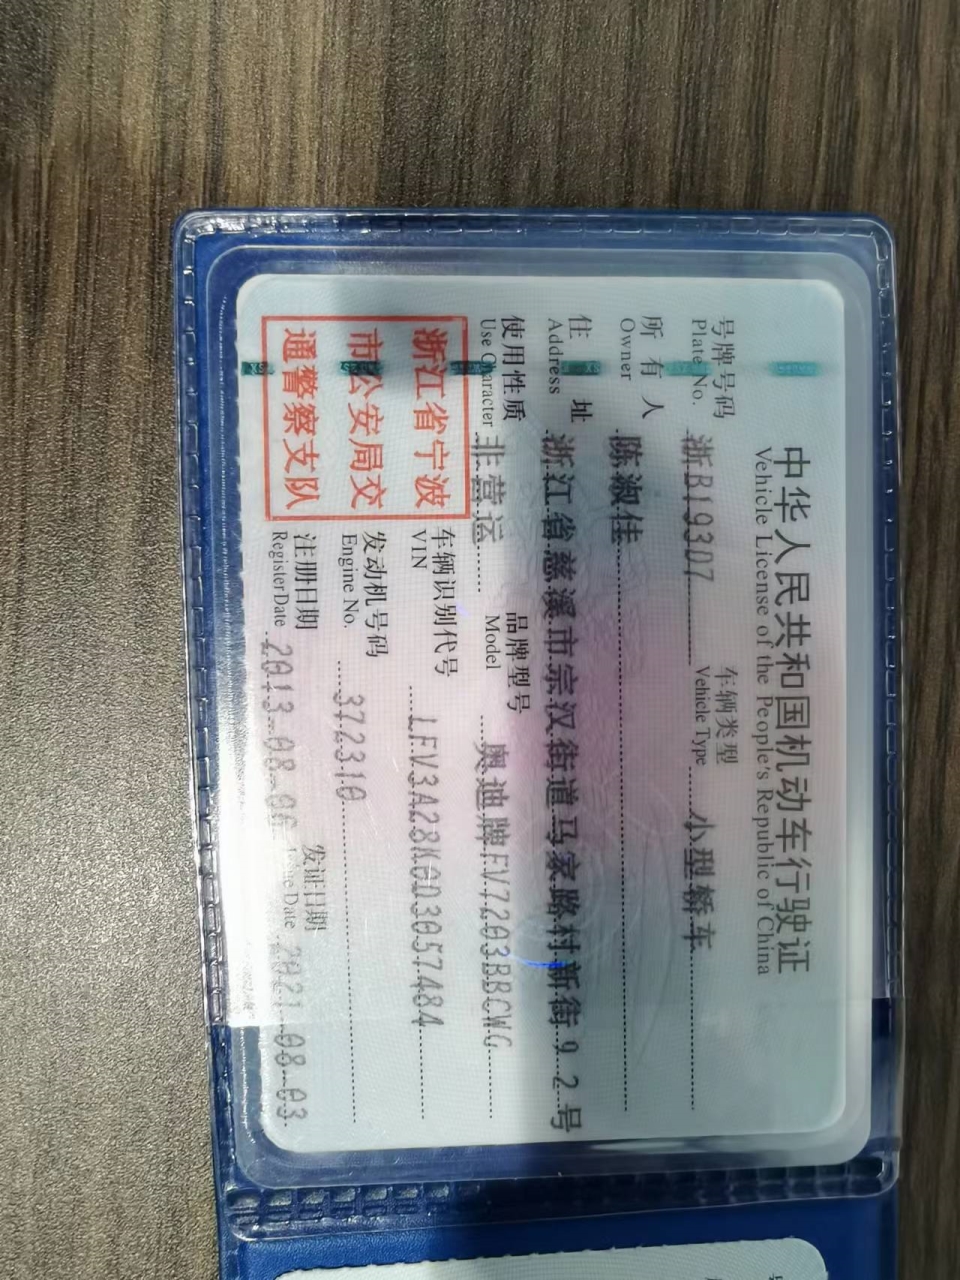 中华人民共和国机动车行驶证
Vehicle License of the People's Republic of China
号牌号码 浙B193D7 车辆类型 小型轿车
Plate No. Vehicle Type
所有人 陈淑佳
Owner
住址 浙江省慈溪市宗汉街道马家路村新街92号
Address
使用性质 非营运 品牌型号 奥迪牌FV7203BBCWG
Use Character Model
浙江省宁波
市公安局交
通警察支队
车辆识别代号 LFV3A28K0D3057484
VIN
发动机号码 372310
Engine No.
注册日期 2013-08-06 发证日期 2021-08-03
Register Date Issue Date